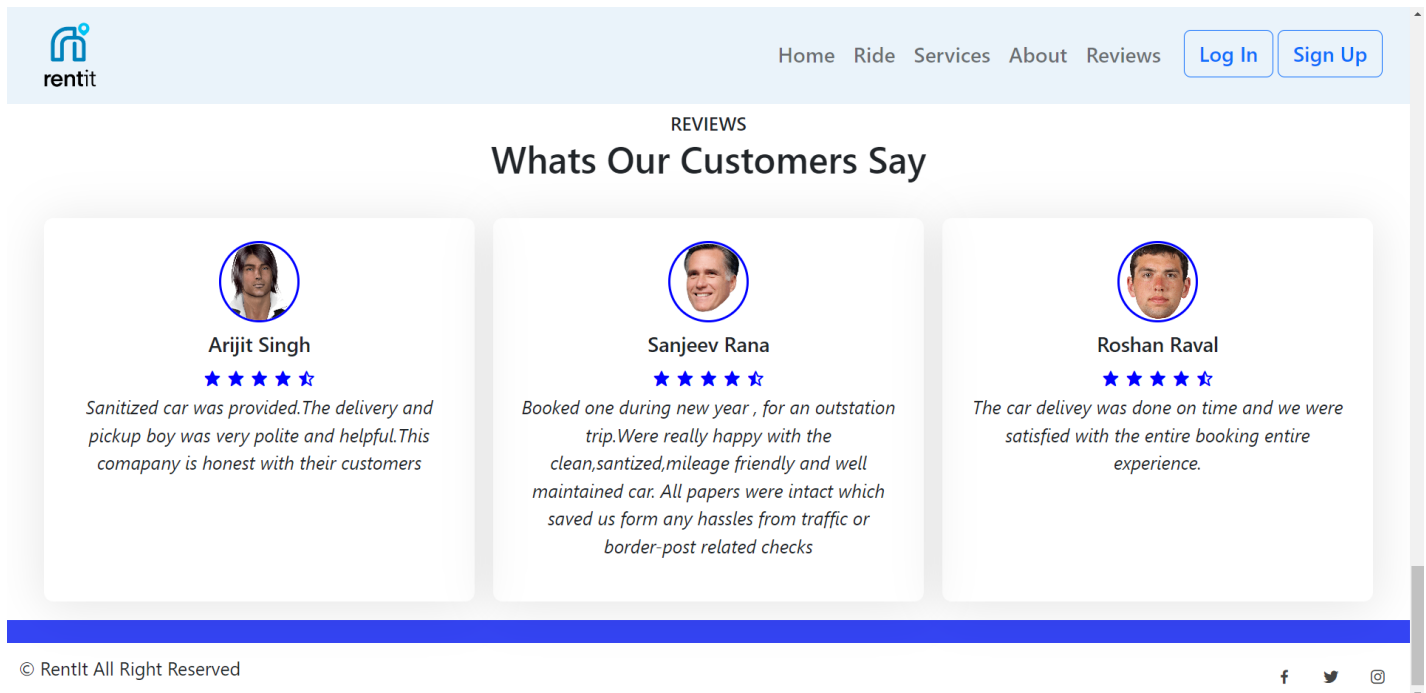 rentit
Home Ride Services About Reviews Log In Sign Up
REVIEWS
Whats Our Customers Say
Arijit Singh
Sanitized car was provided.The delivery and
pickup boy was very polite and helpful.This
comapany is honest with their customers
Sanjeev Rana
Booked one during new year , for an outstation
trip.Were really happy with the
clean,santized,mileage friendly and well
maintained car. All papers were intact which
saved us form any hassles from traffic or
border-post related checks
Roshan Raval
The car delivey was done on time and we were
satisfied with the entire booking entire
experience.
© RentIt All Right Reserved